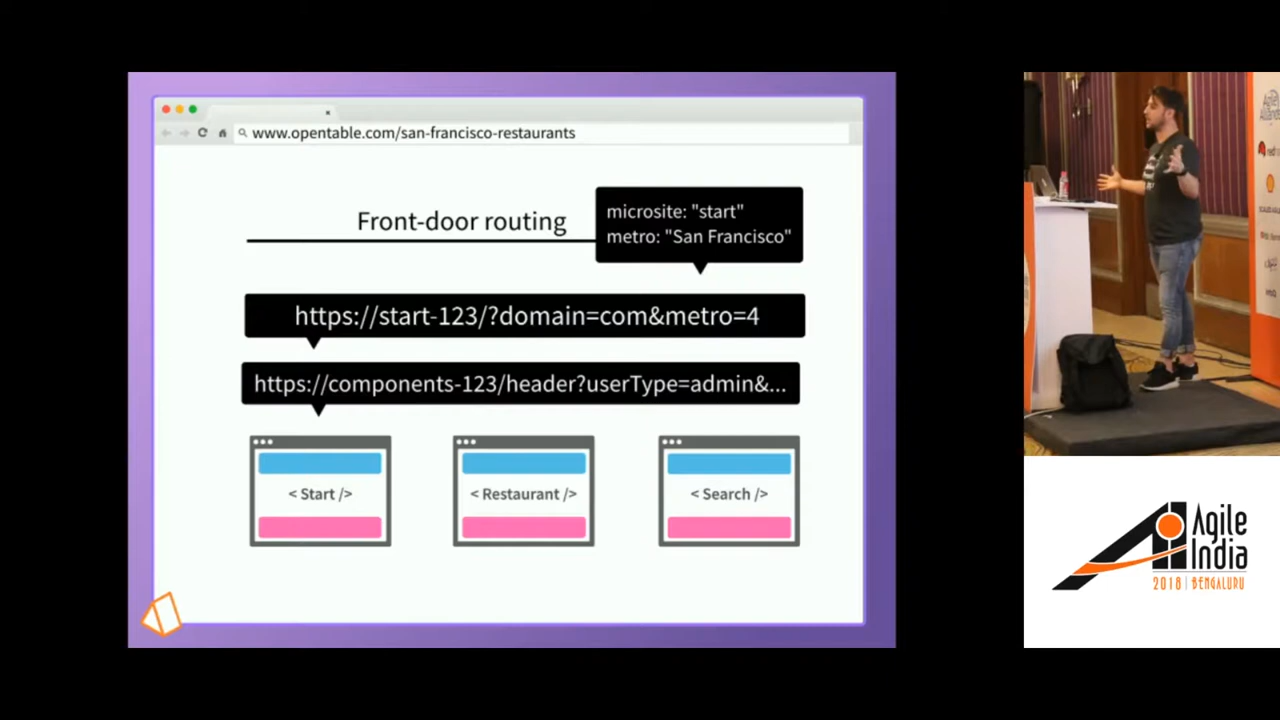 www.opentable.com/san-francisco-restaurants
Front-door routing
microsite: "start"
metro: "San Francisco"
https://start-123/?domain=com&metro=4
https://components-123/header?userType=admin&...
< Start />
< Restaurant />
< Search />
Agile
India
2018 | BENGALURU